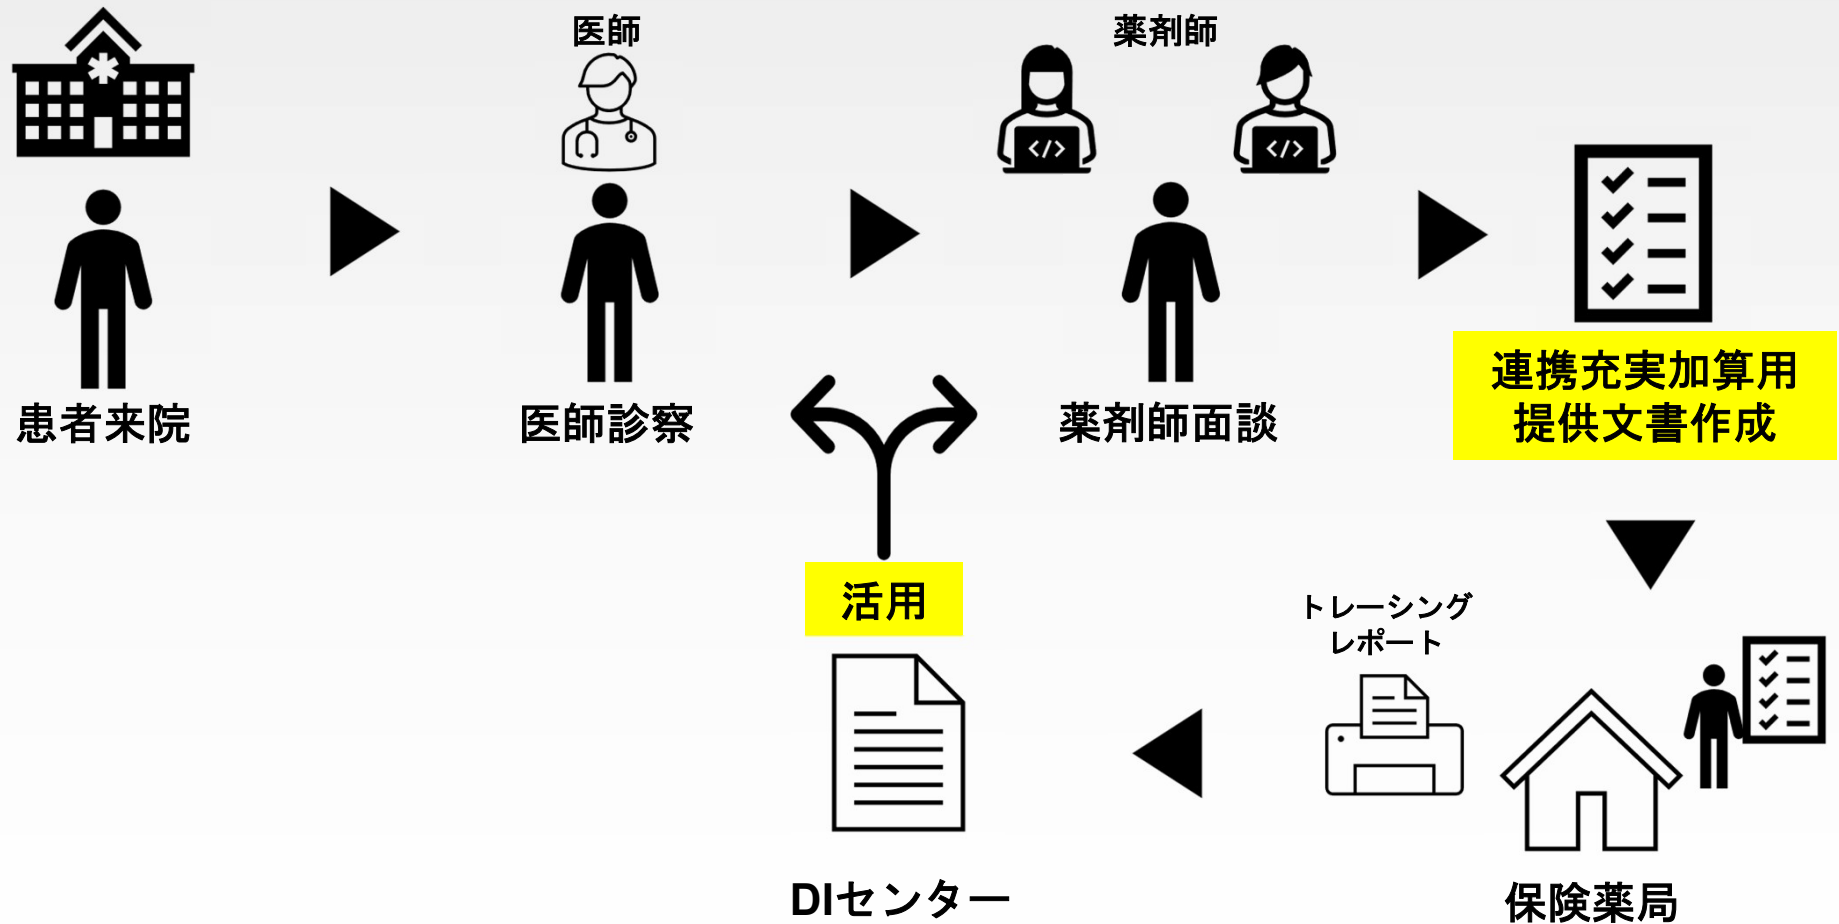 医師
薬剤師
患者来院
医師診察
薬剤師面談
連携充実加算用
提供文書作成
活用
トレーシング
レポート
DIセンター
保険薬局